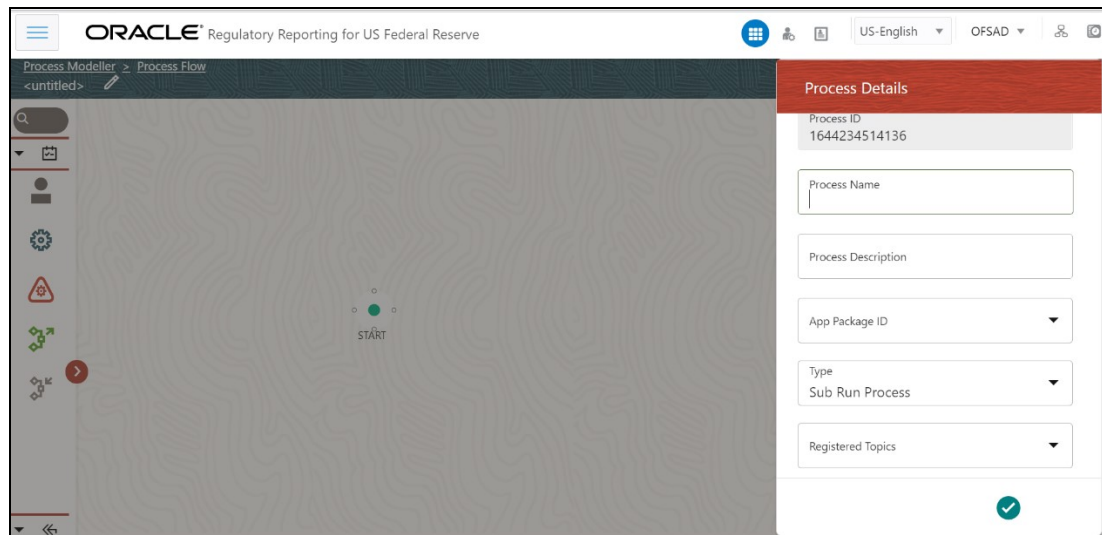 ORACLE® Regulatory Reporting for US Federal Reserve
US-English
OFSAD
Process Modeller > Process Flow
<untitled>
START
Process Details
Process ID
1644234514136
Process Name
Process Description
App Package ID
Type
Sub Run Process
Registered Topics